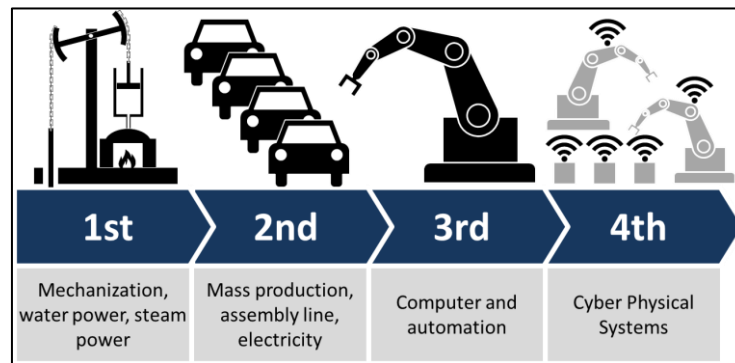 1st
2nd
3rd
4th
Mechanization,
water power, steam
power
Mass production,
assembly line,
electricity
Computer and
automation
Cyber Physical
Systems